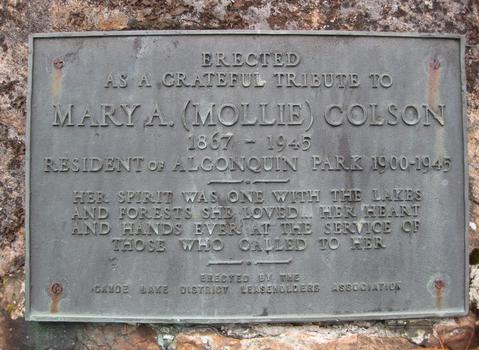 ERECTED
AS A GRATEFUL TRIBUTE TO
MARY A. (MOLLIE) COLSON
1867 - 1945
RESIDENT OF ALGONQUIN PARK 1900-1945
HER SPIRIT WAS ONE WITH THE LAKES
AND FORESTS SHE LOVED. HER HEART
AND HANDS EVER AT THE SERVICE OF
THOSE WHO CALLED TO HER
ERECTED BY THE
CANOE LAKE DISTRICT LEASEHOLDERS ASSOCIATION